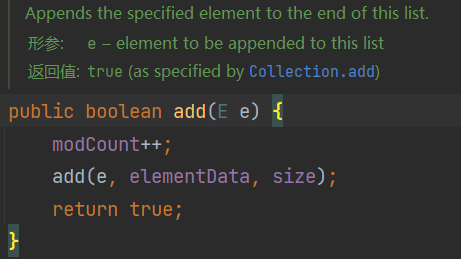 Appends the specified element to the end of this list.
形参: e – element to be appended to this list
返回值: true (as specified by Collection.add)
public boolean add(E e) {
modCount++;
add(e, elementData, size);
return true;
}